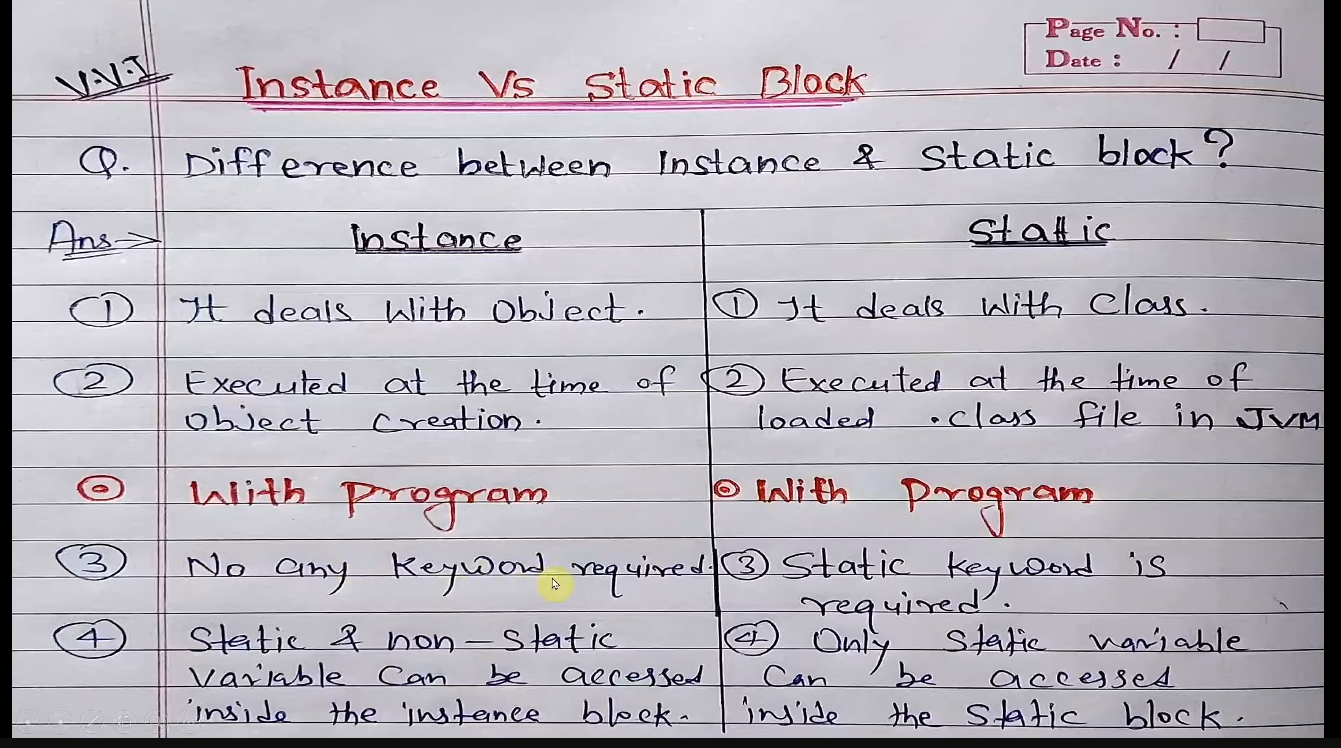 Page No. :
Date : / /
V.V.I
Instance Vs Static Block
Q. Difference between Instance & Static block?
Ans→ Instance Static
① It deals With Object. ① It deals With Class.
② Executed at the time of ② Executed at the time of
Object Creation. loaded .class file in JVM
⊙ With Program ⊙ With Program
③ No any keyword required. ③ Static keyword is
required.
④ Static & non-Static ④ Only Static variable
Variable Can be accessed Can be accessed
inside the instance block. inside the Static block.